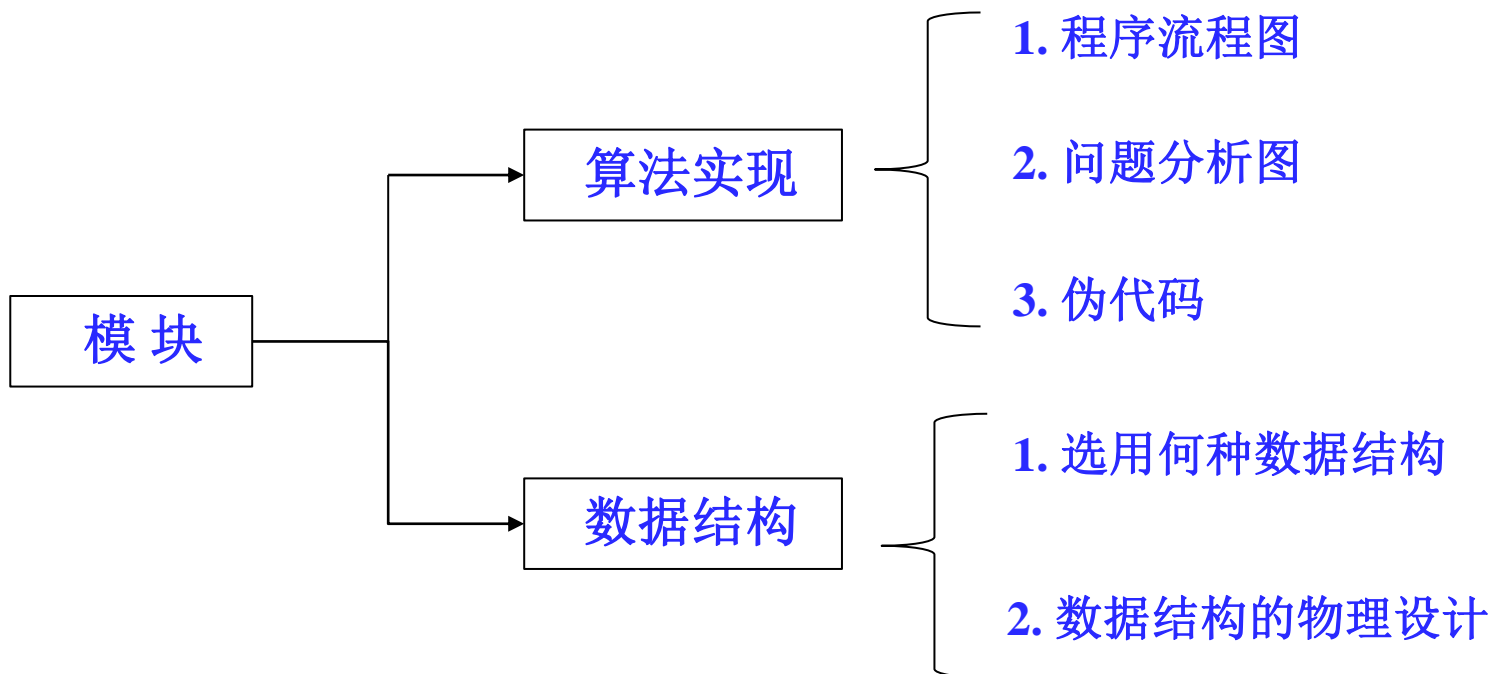 模块
算法实现
1. 程序流程图
2. 问题分析图
3. 伪代码
数据结构
1. 选用何种数据结构
2. 数据结构的物理设计